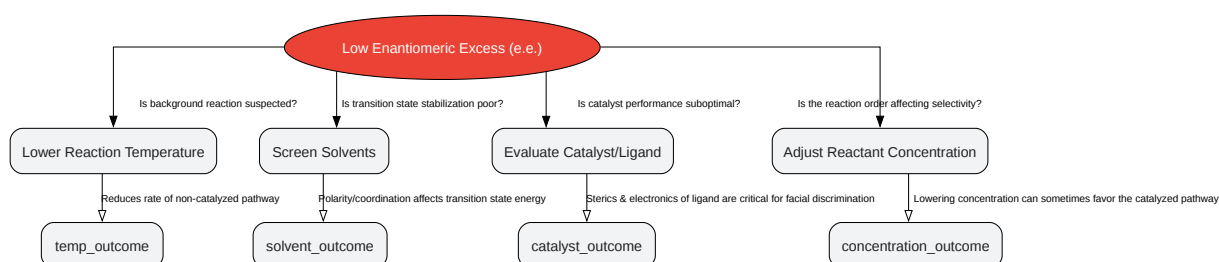 Low Enantiomeric Excess (e.e.)
Is background reaction suspected?
Is transition state stabilization poor?
Is catalyst performance suboptimal?
Is the reaction order affecting selectivity?
Lower Reaction Temperature
Screen Solvents
Evaluate Catalyst/Ligand
Adjust Reactant Concentration
Reduces rate of non-catalyzed pathway
Polarity/coordination affects transition state energy
Sterics & electronics of ligand are critical for facial discrimination
Lowering concentration can sometimes favor the catalyzed pathway
temp_outcome
solvent_outcome
catalyst_outcome
concentration_outcome